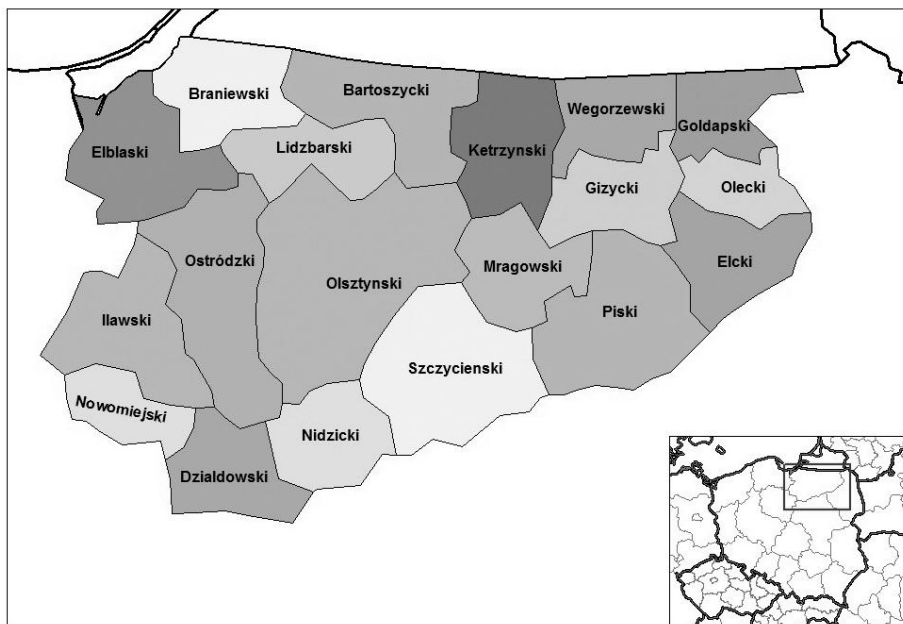 Braniewski
Bartoszycki
Wegorzewski
Goldapski
Elblaski
Lidzbarski
Ketrzynski
Gizycki
Olecki
Ostródzki
Olsztynski
Mragowski
Elcki
Ilawski
Piski
Szczycienski
Nowomiejski
Nidzicki
Dzialdowski